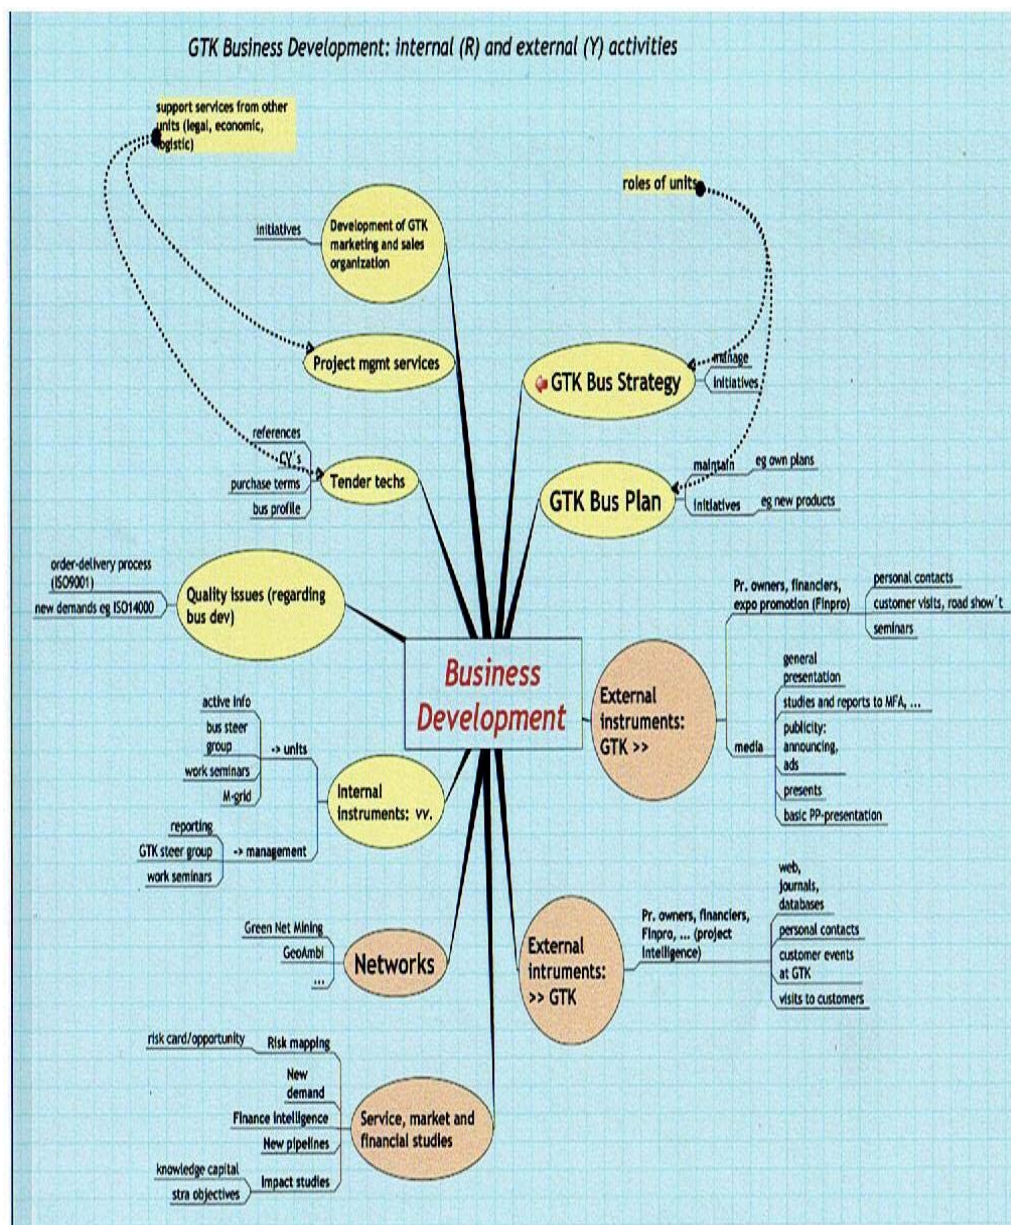 GTK Business Development: internal (R) and external (Y) activities
support services from other
units (legal, economic,
logistic)
roles of units
initiatives
Development of GTK
marketing and sales
organization
Project mgmt services
GTK Bus Strategy
manage
initiatives
references
CV´s
purchase terms
bus profile
Tender techs
GTK Bus Plan
maintain
eg own plans
initiatives
eg new products
order-delivery process
(ISO9001)
new demands eg ISO14000
Quality issues (regarding
bus dev)
Business
Development
External
instruments:
GTK >>
Pr. owners, financiers,
expo promotion (Finpro)
personal contacts
customer visits, road show´t
seminars
media
general
presentation
studies and reports to MFA, ...
publicity:
announcing,
ads
presents
basic PP-presentation
active info
bus steer
group
work seminars
M-grid
-> units
reporting
GTK steer group
work seminars
-> management
Internal
instruments: vv.
Green Net Mining
GeoAmbi
...
Networks
External
intruments:
>> GTK
Pr. owners, financiers,
Finpro, ... (project
intelligence)
web,
journals,
databases
personal contacts
customer events
at GTK
visits to customers
risk card/opportunity
Risk mapping
New
demand
Finance intelligence
New pipelines
knowledge capital
stra objectives
Impact studies
Service, market and
financial studies